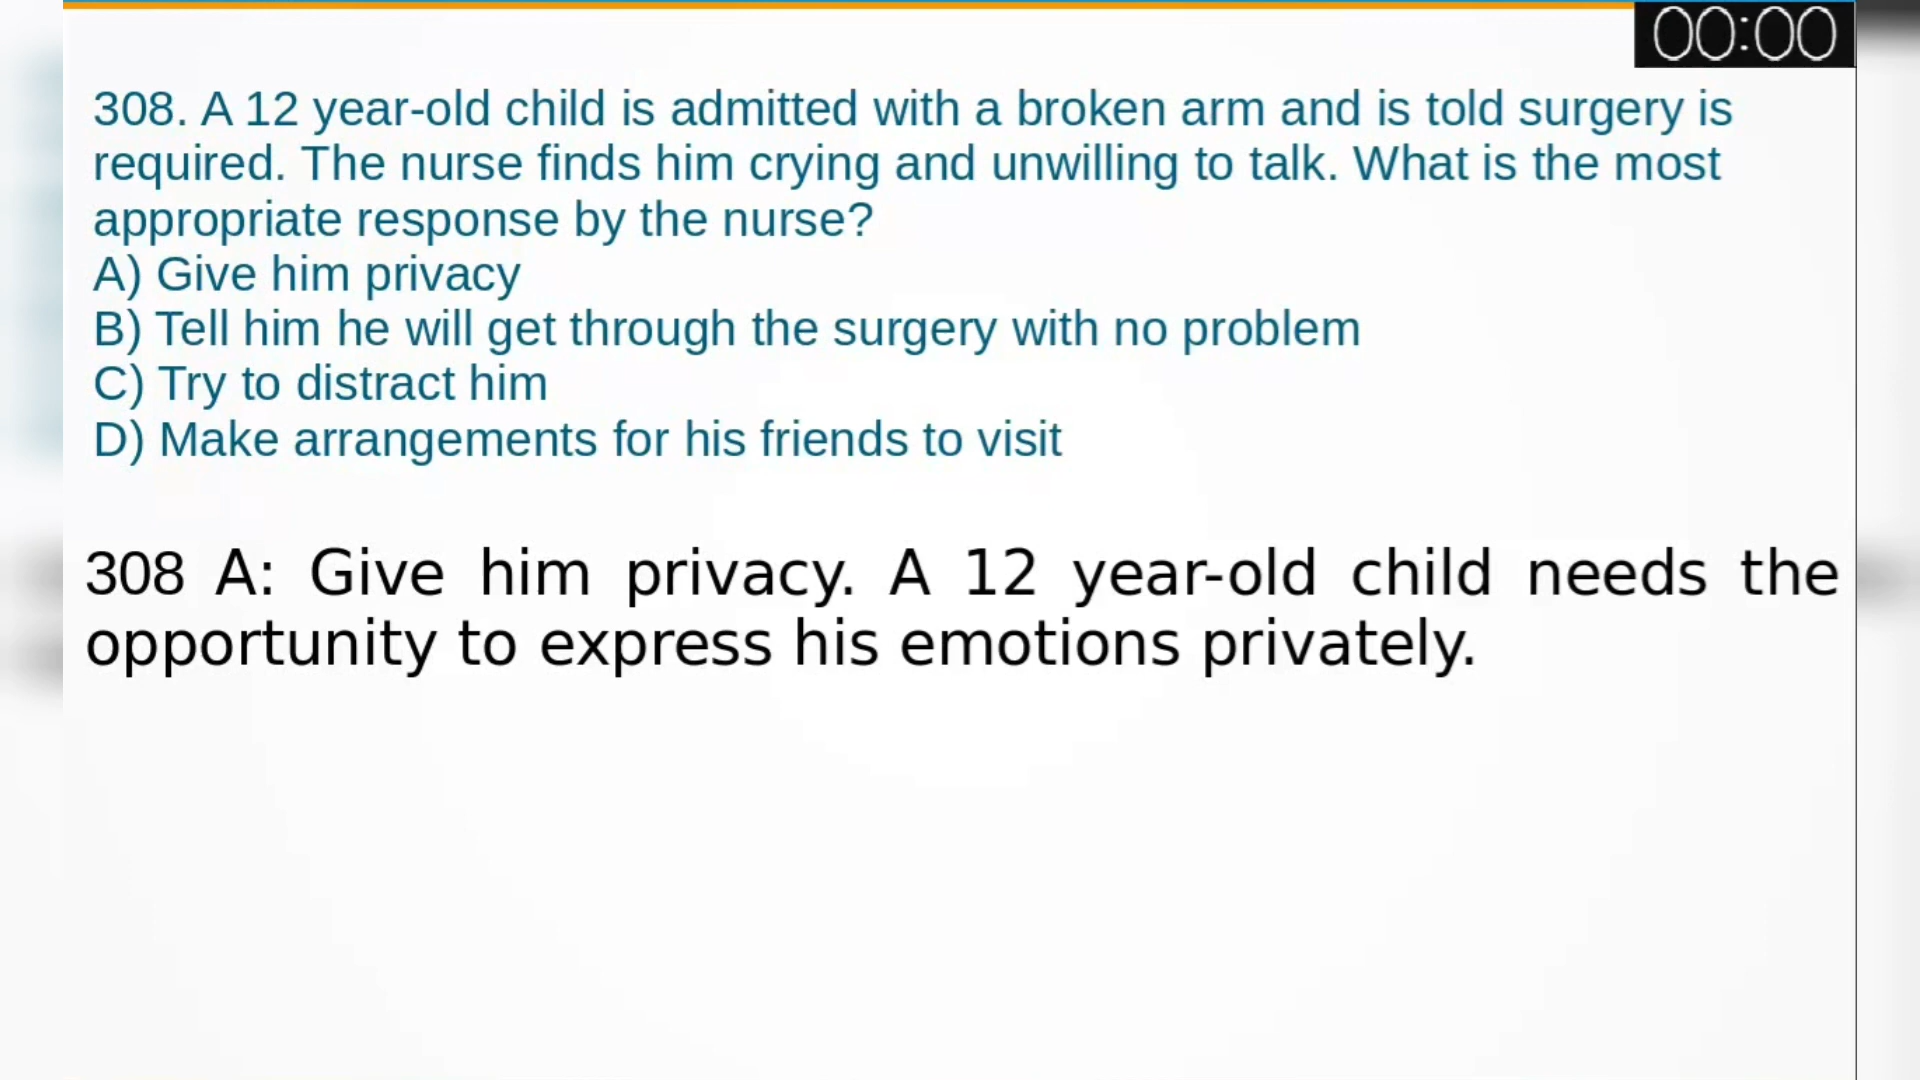 00:00
308. A 12 year-old child is admitted with a broken arm and is told surgery is
required. The nurse finds him crying and unwilling to talk. What is the most
appropriate response by the nurse?
A) Give him privacy
B) Tell him he will get through the surgery with no problem
C) Try to distract him
D) Make arrangements for his friends to visit
308 A: Give him privacy. A 12 year-old child needs the
opportunity to express his emotions privately.